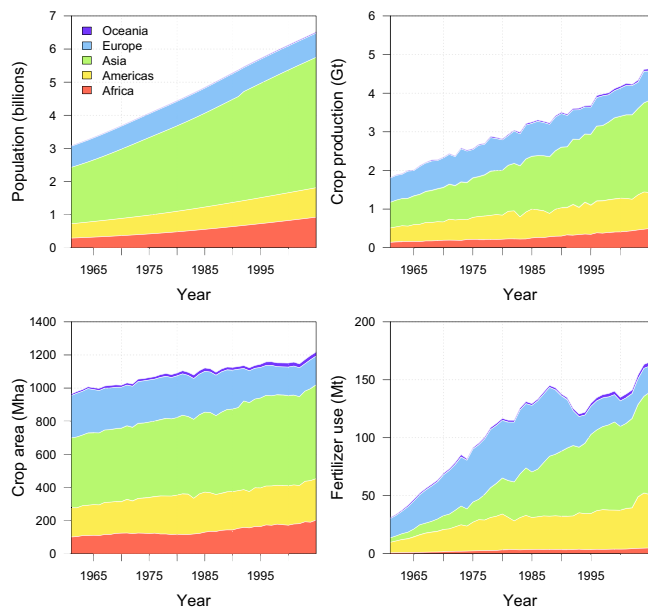 Population (billions)
7
6
5
4
3
2
1
0
Oceania
Europe
Asia
Americas
Africa
1965 1975 1985 1995
Year
Crop production (Gt)
6
5
4
3
2
1
0
1965 1975 1985 1995
Year
Crop area (Mha)
1400
1200
1000
800
600
400
200
0
1965 1975 1985 1995
Year
Fertilizer use (Mt)
200
150
100
50
0
1965 1975 1985 1995
Year